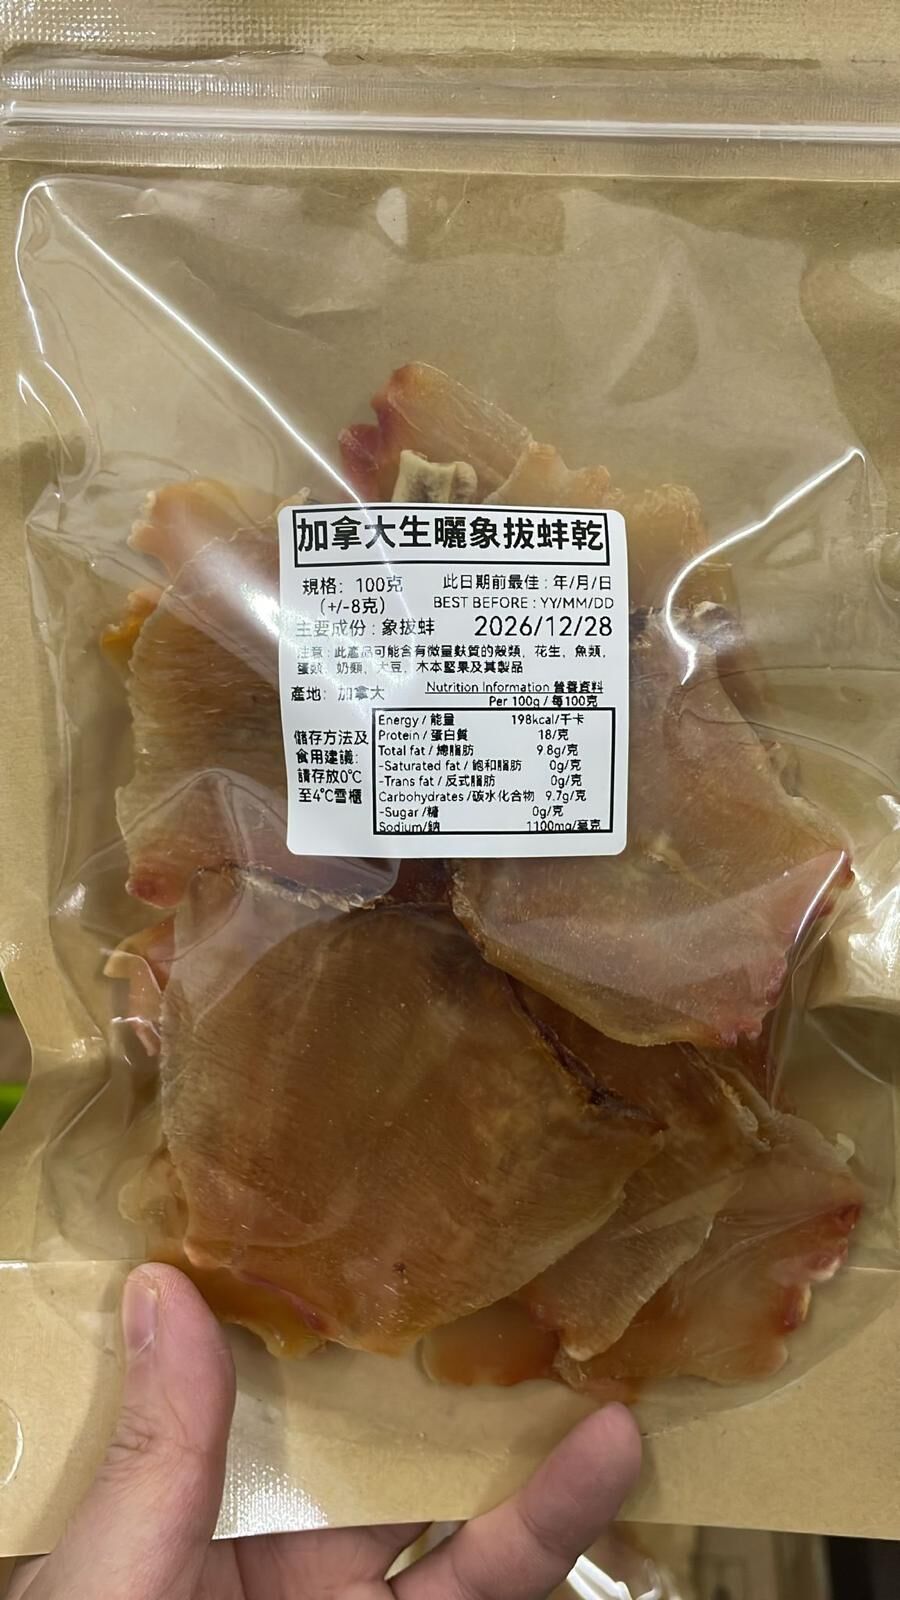 加拿大生曬象拔蚌乾
規格: 100克
(+/-8克)
此日期前最佳 : 年/月/日
BEST BEFORE : YY/MM/DD
主要成份 : 象拔蚌
2026/12/28
注意 : 此產品可能含有微量麩質的殼類, 花生, 魚類,
蛋類, 奶類, 大豆, 木本堅果及其製品
產地: 加拿大
Nutrition Information 營養資料
Per 100g / 每100克
儲存方法及
食用建議:
請存放0°C
至4°C雪櫃
Energy / 能量 198kcal/千卡
Protein / 蛋白質 18/克
Total fat / 總脂肪 9.8g/克
-Saturated fat / 飽和脂肪 0g/克
-Trans fat / 反式脂肪 0g/克
Carbohydrates /碳水化合物 9.7g/克
-Sugar /糖 0g/克
Sodium/鈉 1100mg/毫克